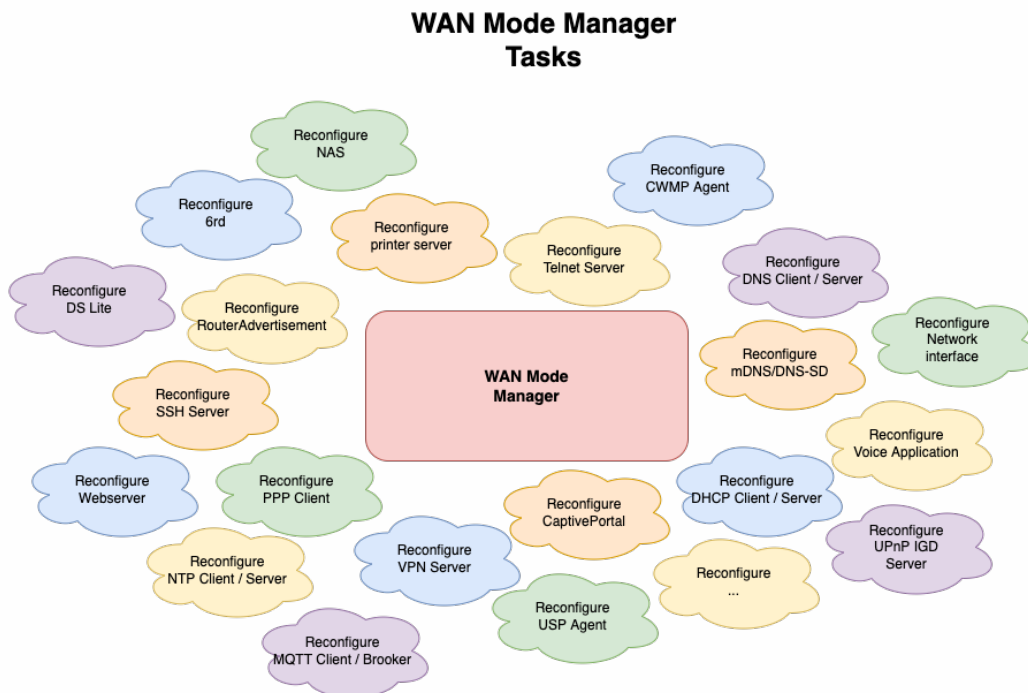 WAN Mode Manager
Tasks
Reconfigure
NAS
Reconfigure
CWMP Agent
Reconfigure
6rd
Reconfigure
printer server
Reconfigure
Telnet Server
Reconfigure
DNS Client / Server
Reconfigure
DS Lite
Reconfigure
RouterAdvertisement
Reconfigure
Network
interface
Reconfigure
mDNS/DNS-SD
WAN Mode
Manager
Reconfigure
SSH Server
Reconfigure
Voice Application
Reconfigure
Webserver
Reconfigure
PPP Client
Reconfigure
CaptivePortal
Reconfigure
DHCP Client / Server
Reconfigure
UPnP IGD
Server
Reconfigure
NTP Client / Server
Reconfigure
VPN Server
Reconfigure
...
Reconfigure
USP Agent
Reconfigure
MQTT Client / Brooker